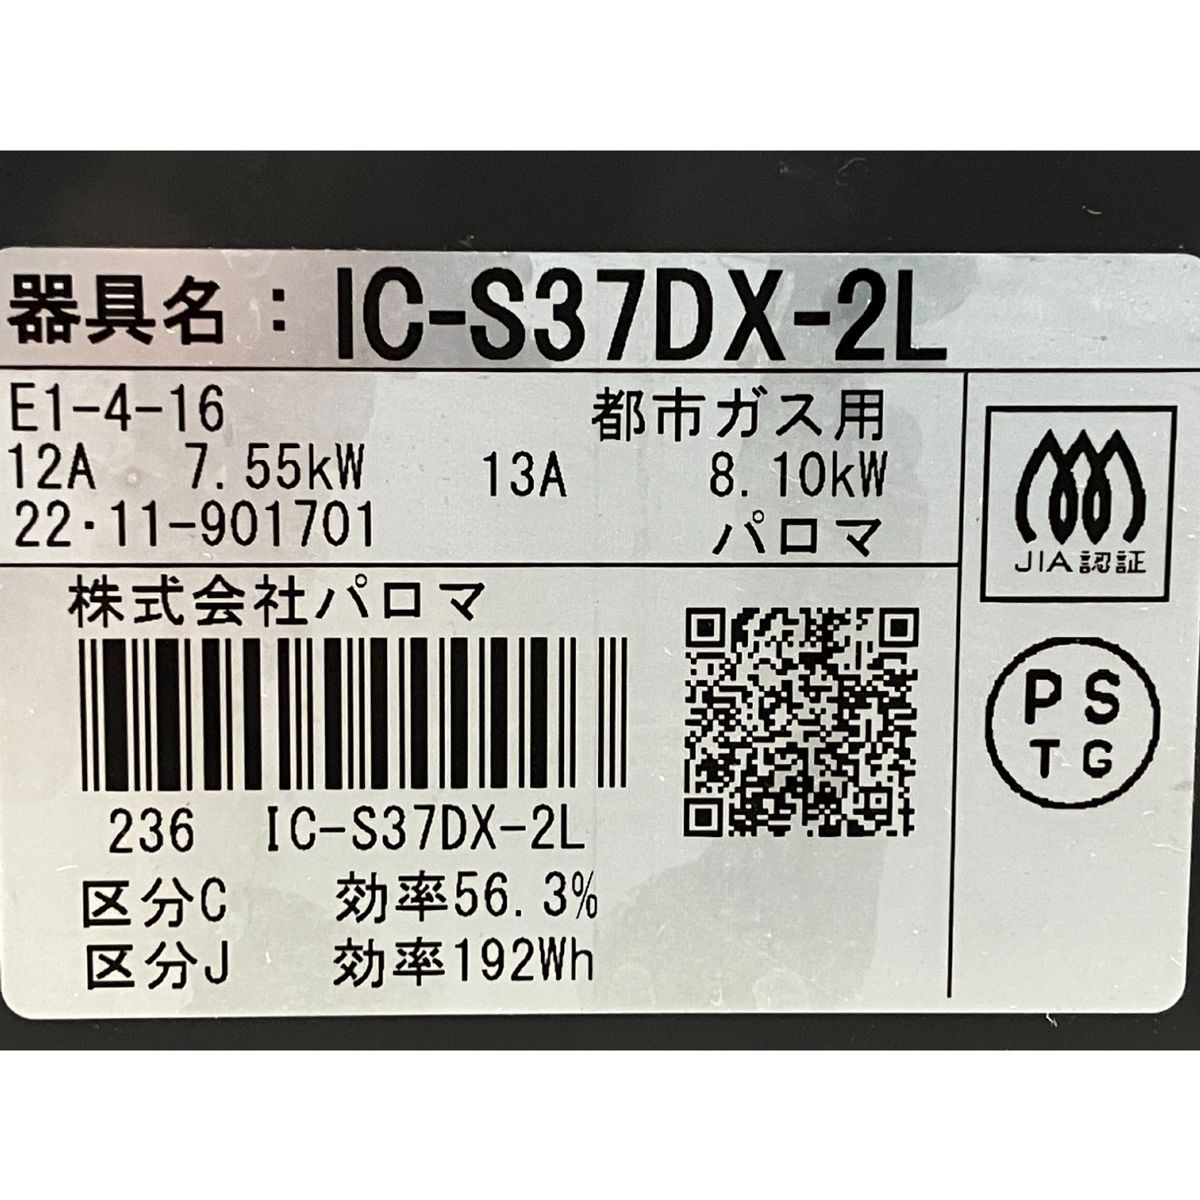 器具名：IC-S37DX-2L
E1-4-16 都市ガス用
12A 7.55kW 13A 8.10kW
22・11-901701 パロマ
JIA認証
株式会社パロマ
PS
TG
236 IC-S37DX-2L
区分C 効率56.3%
区分J 効率192Wh